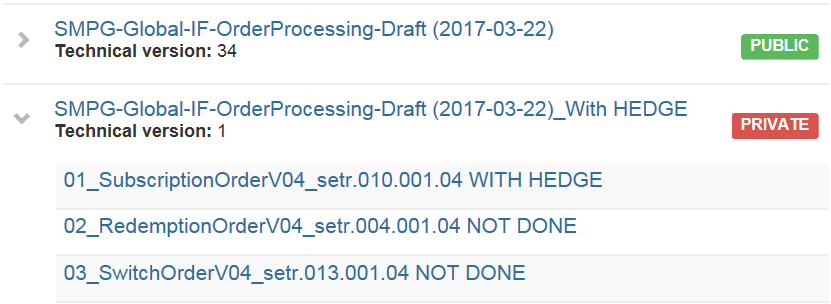 SMPG-Global-IF-OrderProcessing-Draft (2017-03-22)
Technical version: 34
PUBLIC
SMPG-Global-IF-OrderProcessing-Draft (2017-03-22)_With HEDGE
Technical version: 1
PRIVATE
01_SubscriptionOrderV04_setr.010.001.04 WITH HEDGE
02_RedemptionOrderV04_setr.004.001.04 NOT DONE
03_SwitchOrderV04_setr.013.001.04 NOT DONE